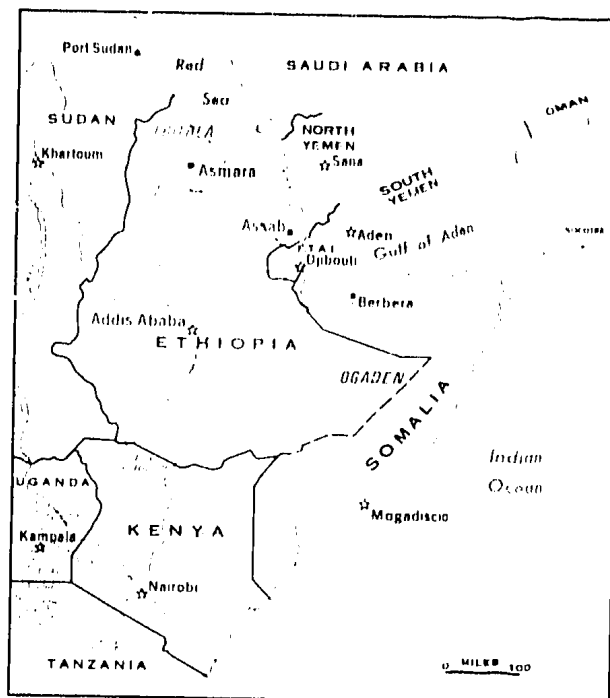 Port Sudan
Red
Sea
SAUDI ARABIA
OMAN
SUDAN
Khartoum
Asmara
NORTH
YEMEN
Sana
SOUTH
YEMEN
Assab
Aden
Gulf of Aden
F.T.A.I.
Djibouti
Berbera
Addis Ababa
ETHIOPIA
OGADEN
SOMALIA
Indian
Ocean
UGANDA
Kampala
KENYA
Mogadiscio
Nairobi
TANZANIA
0 MILES 100